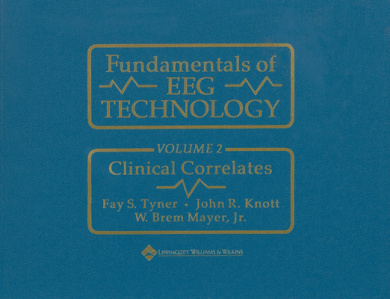 Fundamentals of
EEG
TECHNOLOGY
VOLUME 2
Clinical Correlates
Fay S. Tyner • John R. Knott
W. Brem Mayer, Jr.
LIPPINCOTT WILLIAMS & WILKINS